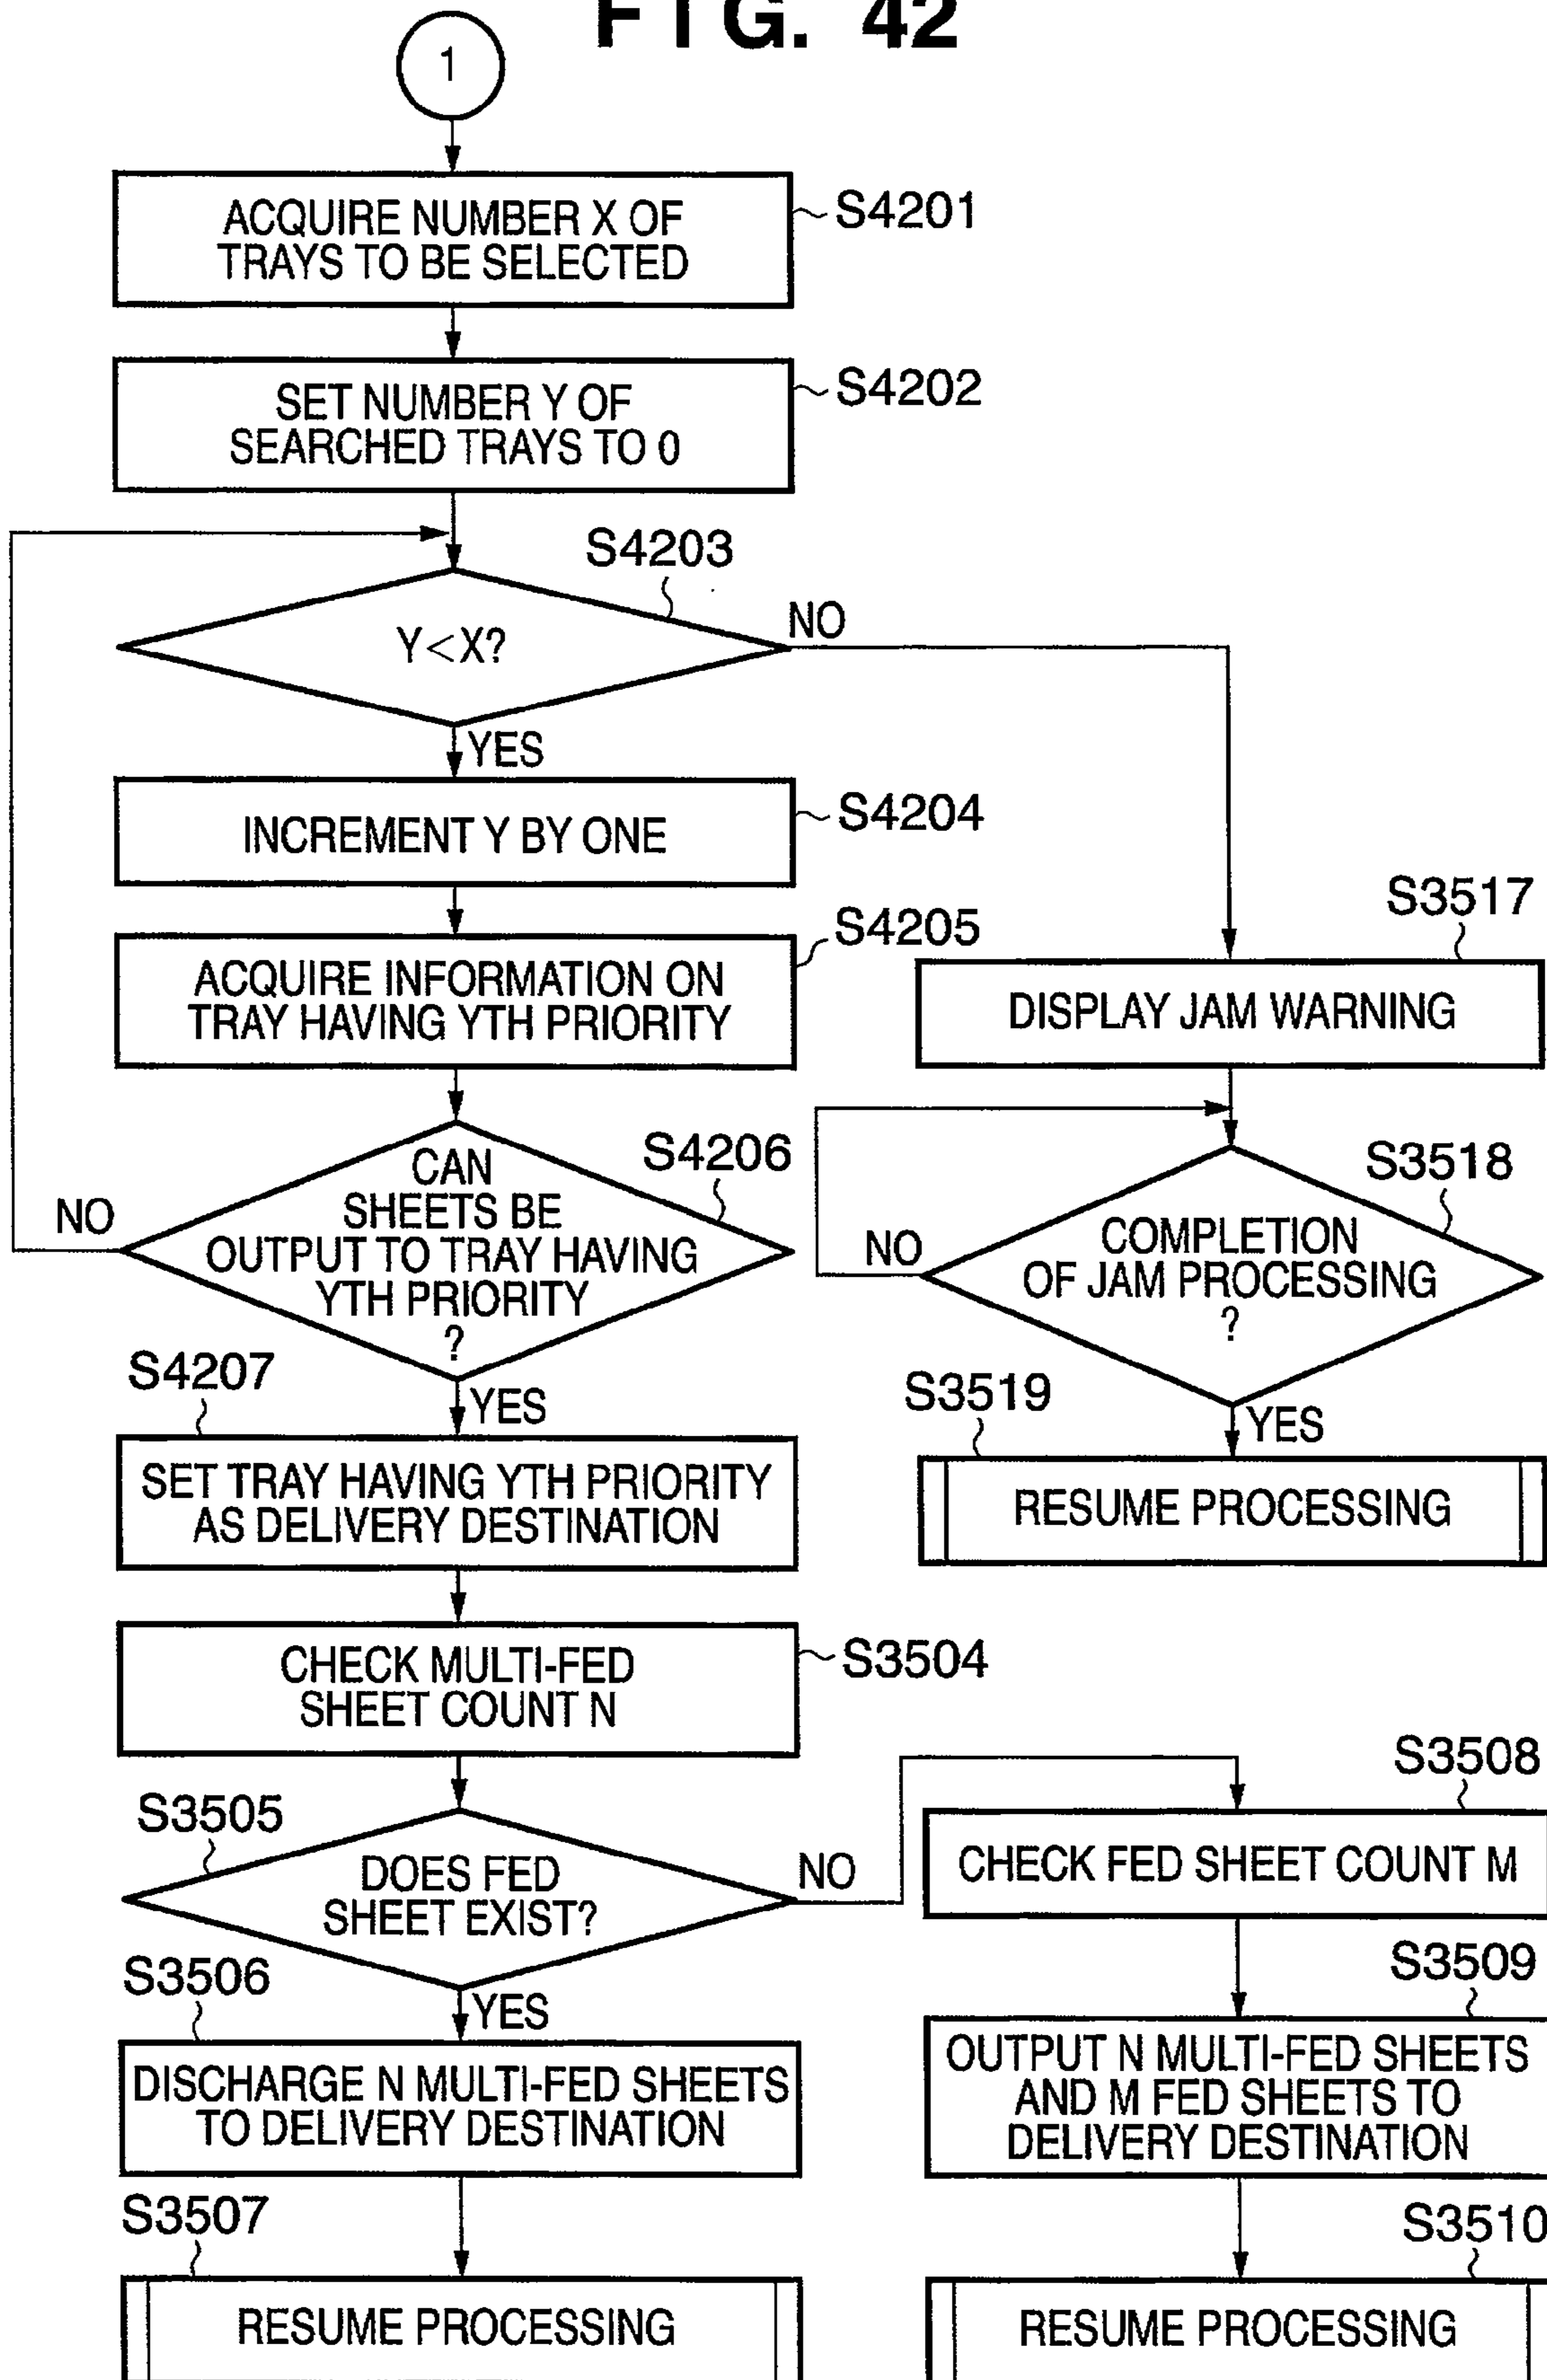 FIG. 42
1
ACQUIRE NUMBER X OF
TRAYS TO BE SELECTED
S4201
SET NUMBER Y OF
SEARCHED TRAYS TO 0
S4202
S4203
Y<X?
NO
YES
INCREMENT Y BY ONE
S4204
ACQUIRE INFORMATION ON
TRAY HAVING YTH PRIORITY
S4205
S3517
DISPLAY JAM WARNING
CAN
SHEETS BE
OUTPUT TO TRAY HAVING
YTH PRIORITY
?
S4206
NO
YES
S3518
COMPLETION
OF JAM PROCESSING
?
NO
YES
S4207
SET TRAY HAVING YTH PRIORITY
AS DELIVERY DESTINATION
S3519
RESUME PROCESSING
CHECK MULTI-FED
SHEET COUNT N
S3504
S3505
DOES FED
SHEET EXIST?
NO
YES
S3508
CHECK FED SHEET COUNT M
S3506
DISCHARGE N MULTI-FED SHEETS
TO DELIVERY DESTINATION
S3509
OUTPUT N MULTI-FED SHEETS
AND M FED SHEETS TO
DELIVERY DESTINATION
S3507
RESUME PROCESSING
S3510
RESUME PROCESSING